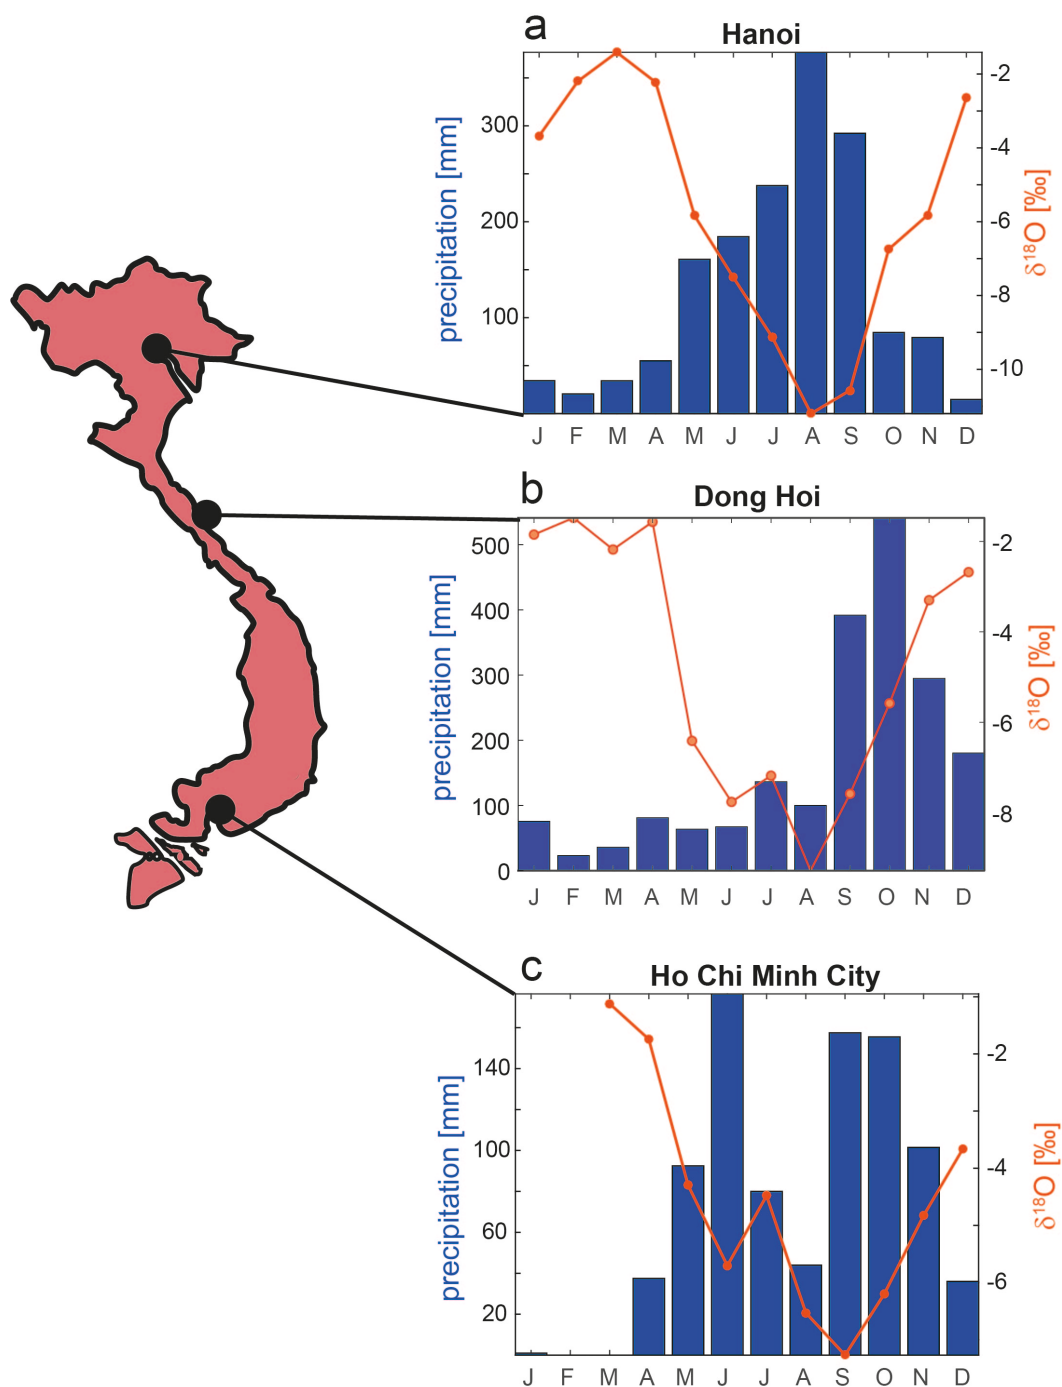 a
Hanoi
precipitation [mm]
300
200
100
-2
-4
-6
-8
-10
δ¹⁸O [‰]
J F M A M J J A S O N D
b
Dong Hoi
precipitation [mm]
500
400
300
200
100
0
-2
-4
-6
-8
δ¹⁸O [‰]
J F M A M J J A S O N D
c
Ho Chi Minh City
precipitation [mm]
140
100
60
20
-2
-4
-6
δ¹⁸O [‰]
J F M A M J J A S O N D